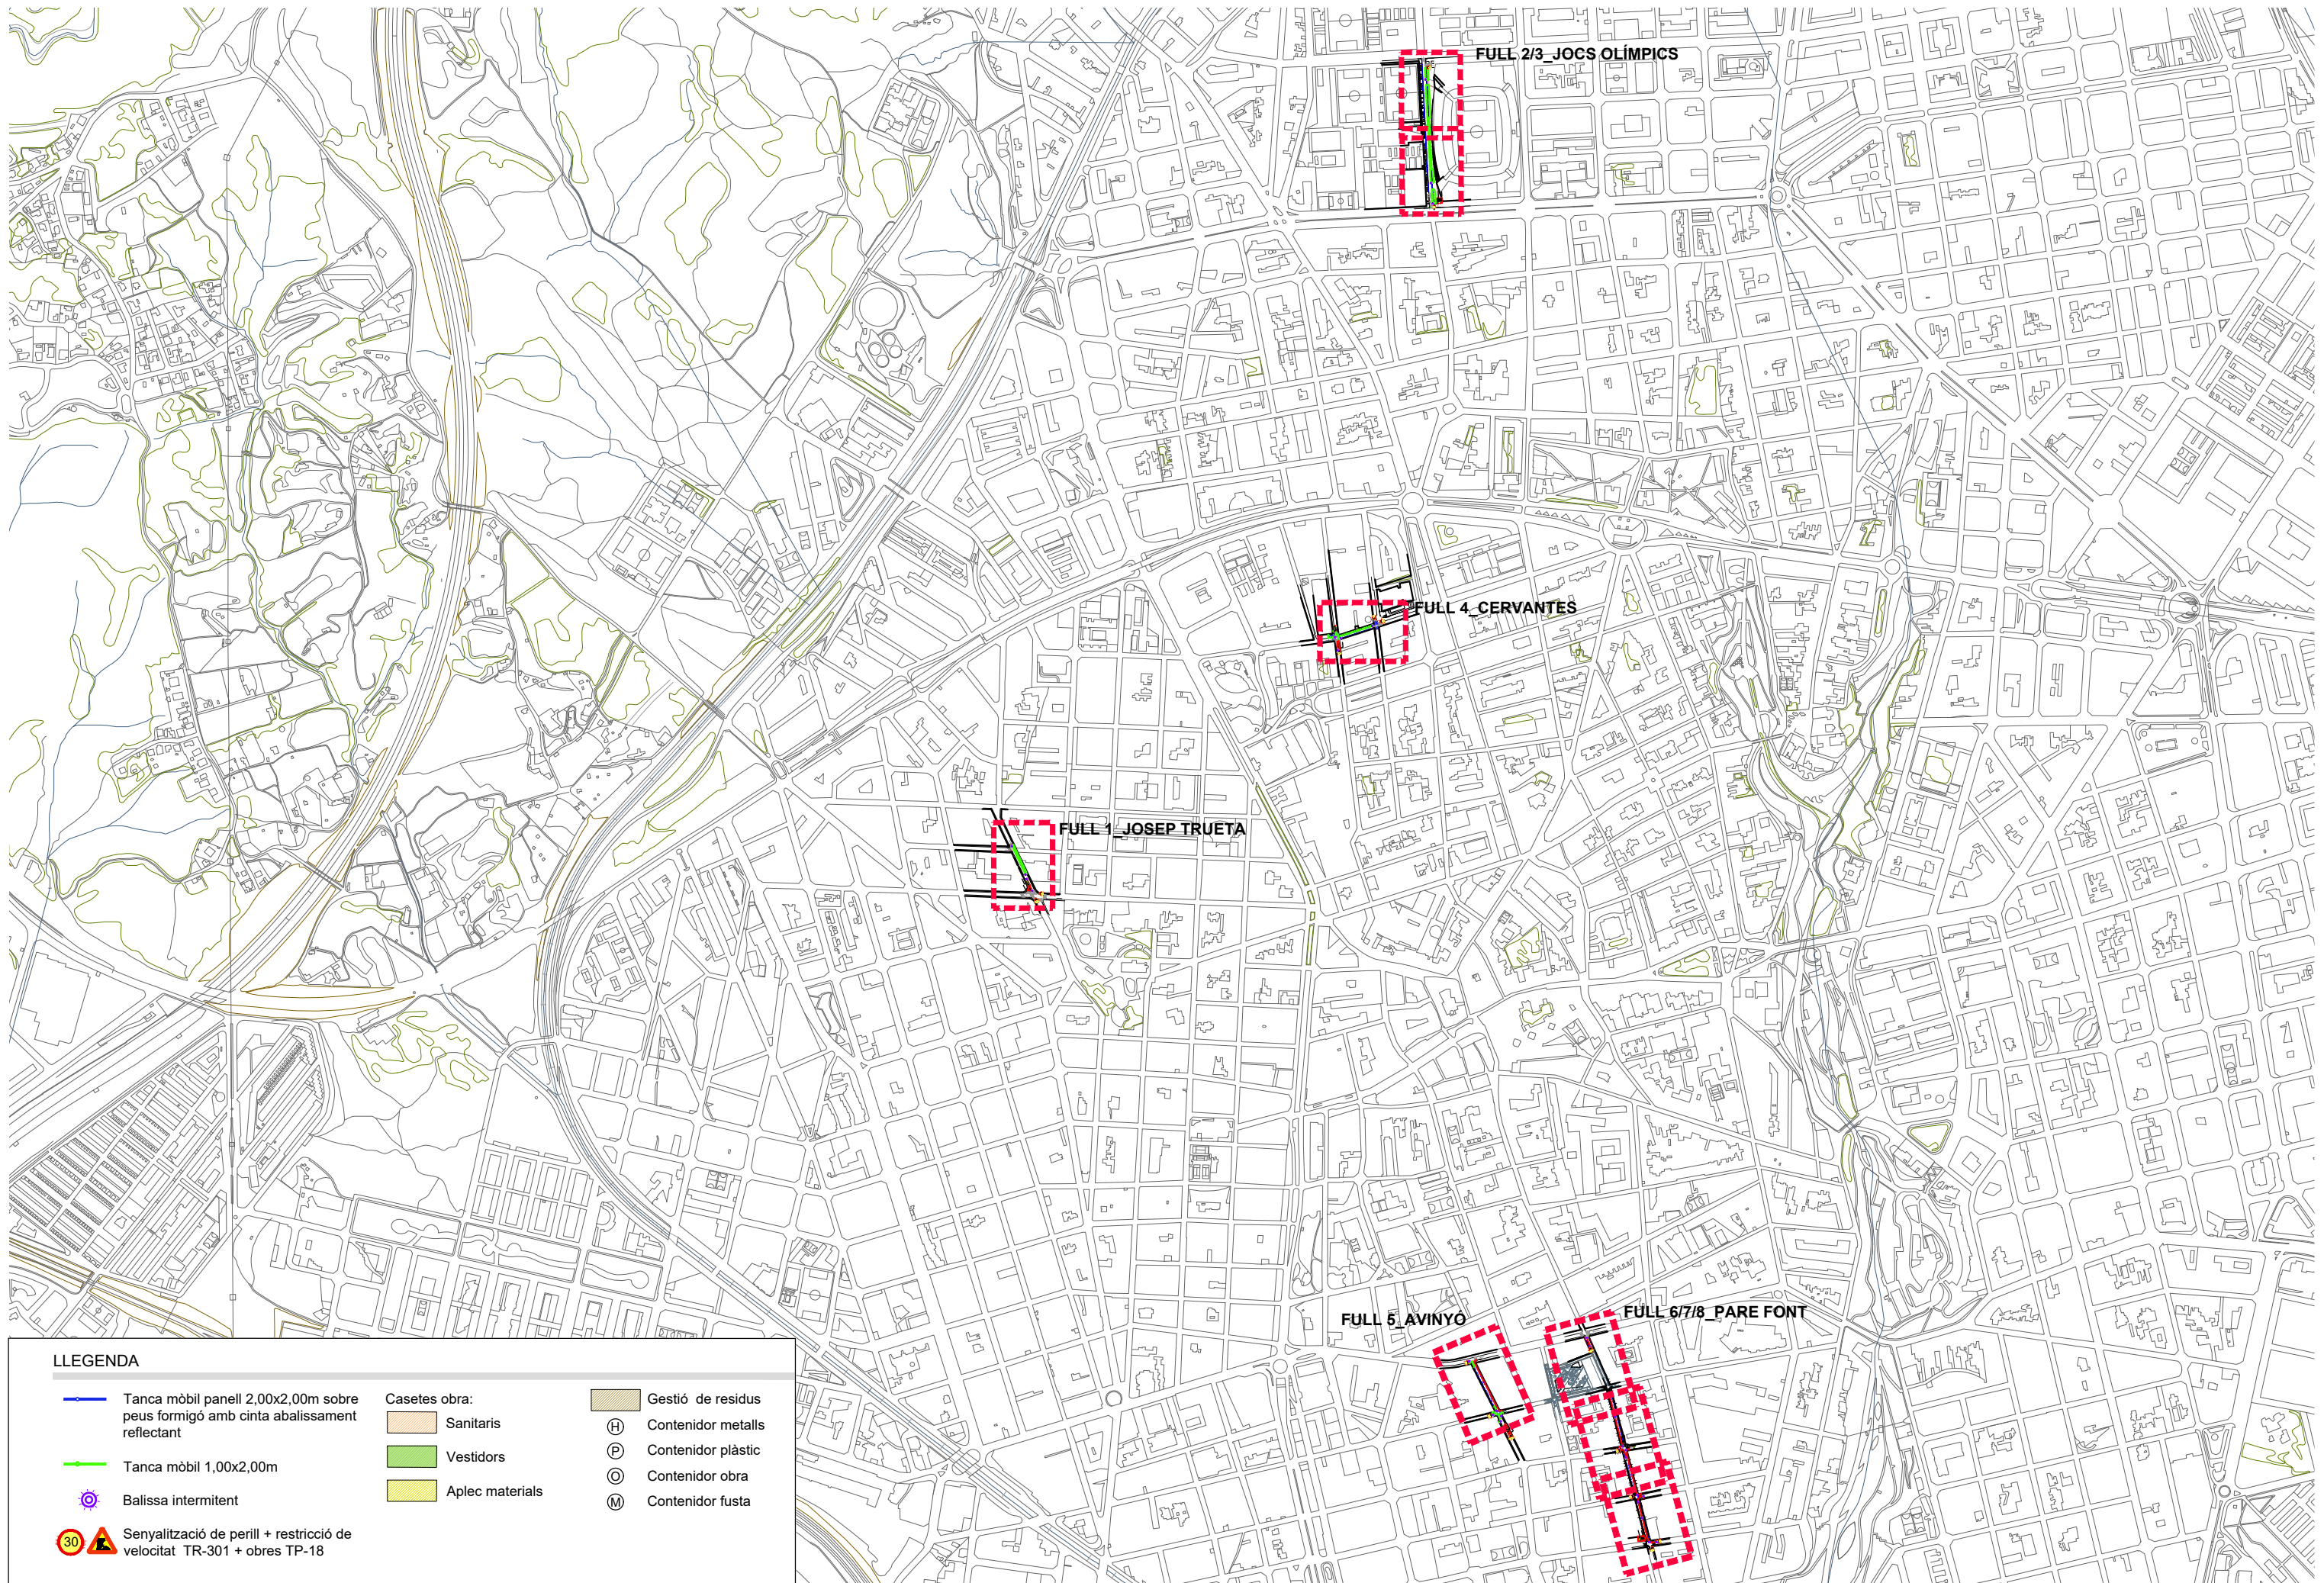 FULL 2/3_JOCS OLÍMPICS
FULL 4_CERVANTES
FULL 1_JOSEP TRUETA
FULL 5_AVINYÓ
FULL 6/7/8_PARE FONT
LLEGENDA
Tanca mòbil panell 2,00x2,00m sobre
peus formigó amb cinta abalissament
reflectant
Tanca mòbil 1,00x2,00m
Balissa intermitent
30
Senyalització de perill + restricció de
velocitat TR-301 + obres TP-18
Casetes obra:
Sanitaris
Vestidors
Aplec materials
Gestió de residus
H Contenidor metalls
P Contenidor plàstic
O Contenidor obra
M Contenidor fusta